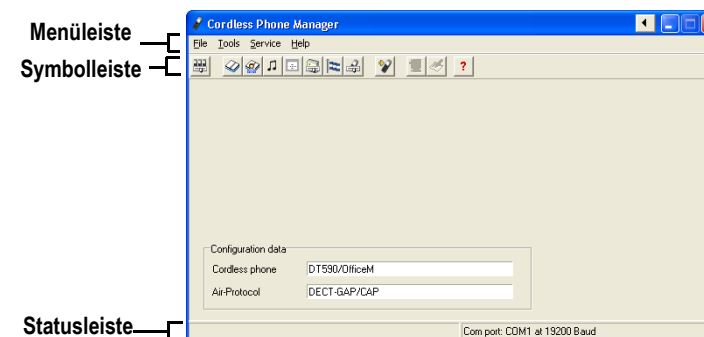 Cordless Phone Manager
Menüleiste
File Tools Service Help
Symbolleiste
?
Configuration data
Cordless phone DT590/OfficeM
Air-Protocol DECT-GAP/CAP
Statusleiste
Com port: COM1 at 19200 Baud